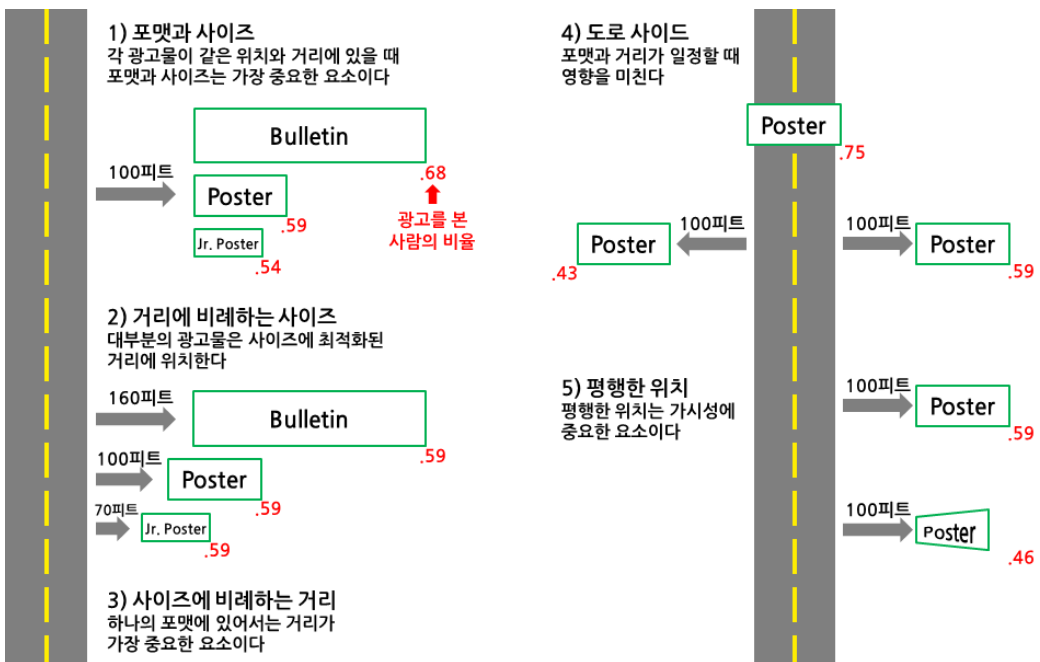 1) 포맷과 사이즈
각 광고물이 같은 위치와 거리에 있을 때
포맷과 사이즈는 가장 중요한 요소이다
Bulletin
.68
100피트
Poster
.59
광고를 본
사람의 비율
Jr. Poster
.54
2) 거리에 비례하는 사이즈
대부분의 광고물은 사이즈에 최적화된
거리에 위치한다
160피트
Bulletin
.59
100피트
Poster
.59
70피트
Jr. Poster
.59
3) 사이즈에 비례하는 거리
하나의 포맷에 있어서는 거리가
가장 중요한 요소이다
4) 도로 사이드
포맷과 거리가 일정할 때
영향을 미친다
Poster
.75
Poster
100피트
.43
100피트
Poster
.59
5) 평행한 위치
평행한 위치는 가시성에
중요한 요소이다
100피트
Poster
.59
100피트
Poster
.46